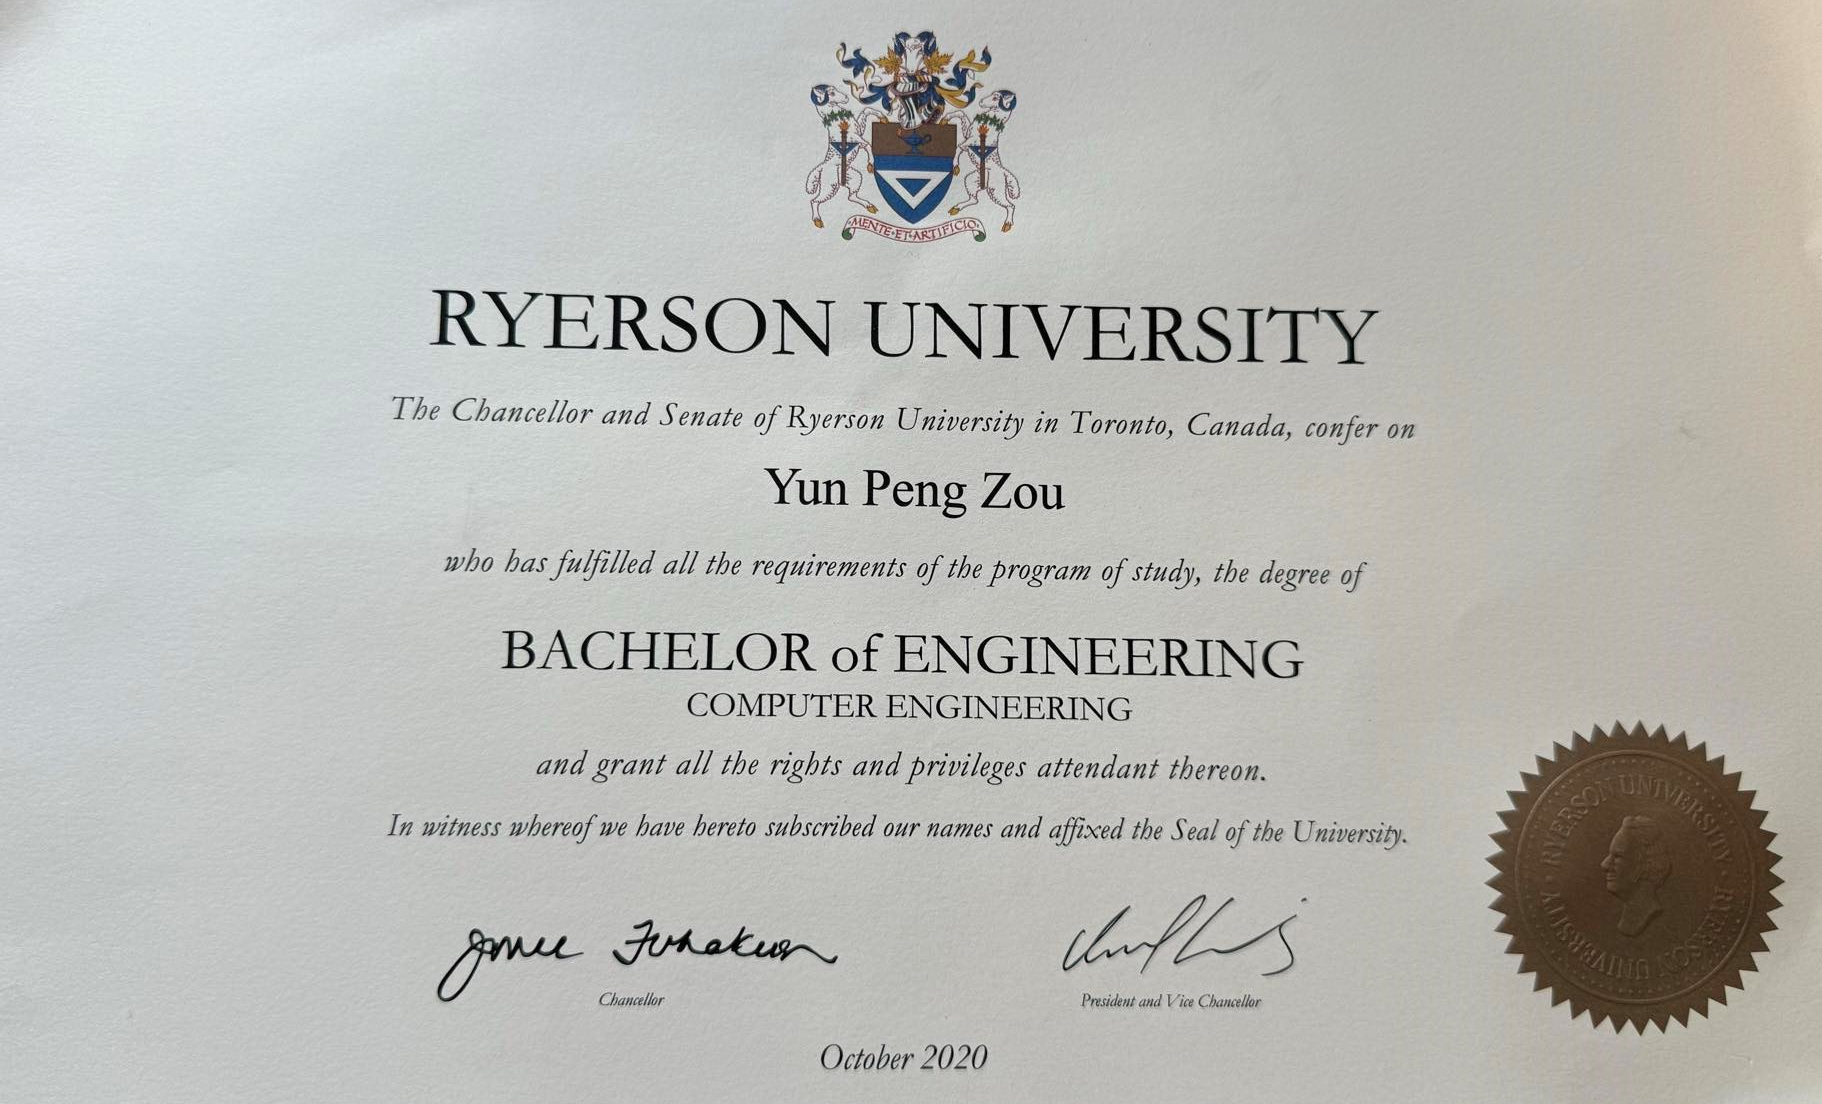 MENTE·ET·ARTIFICIO
RYERSON UNIVERSITY
The Chancellor and Senate of Ryerson University in Toronto, Canada, confer on
Yun Peng Zou
who has fulfilled all the requirements of the program of study, the degree of
BACHELOR of ENGINEERING
COMPUTER ENGINEERING
and grant all the rights and privileges attendant thereon.
In witness whereof we have hereto subscribed our names and affixed the Seal of the University.
Chancellor
President and Vice Chancellor
October 2020
RYERSON UNIVERSITY · RYERSON UNIVERSITY ·